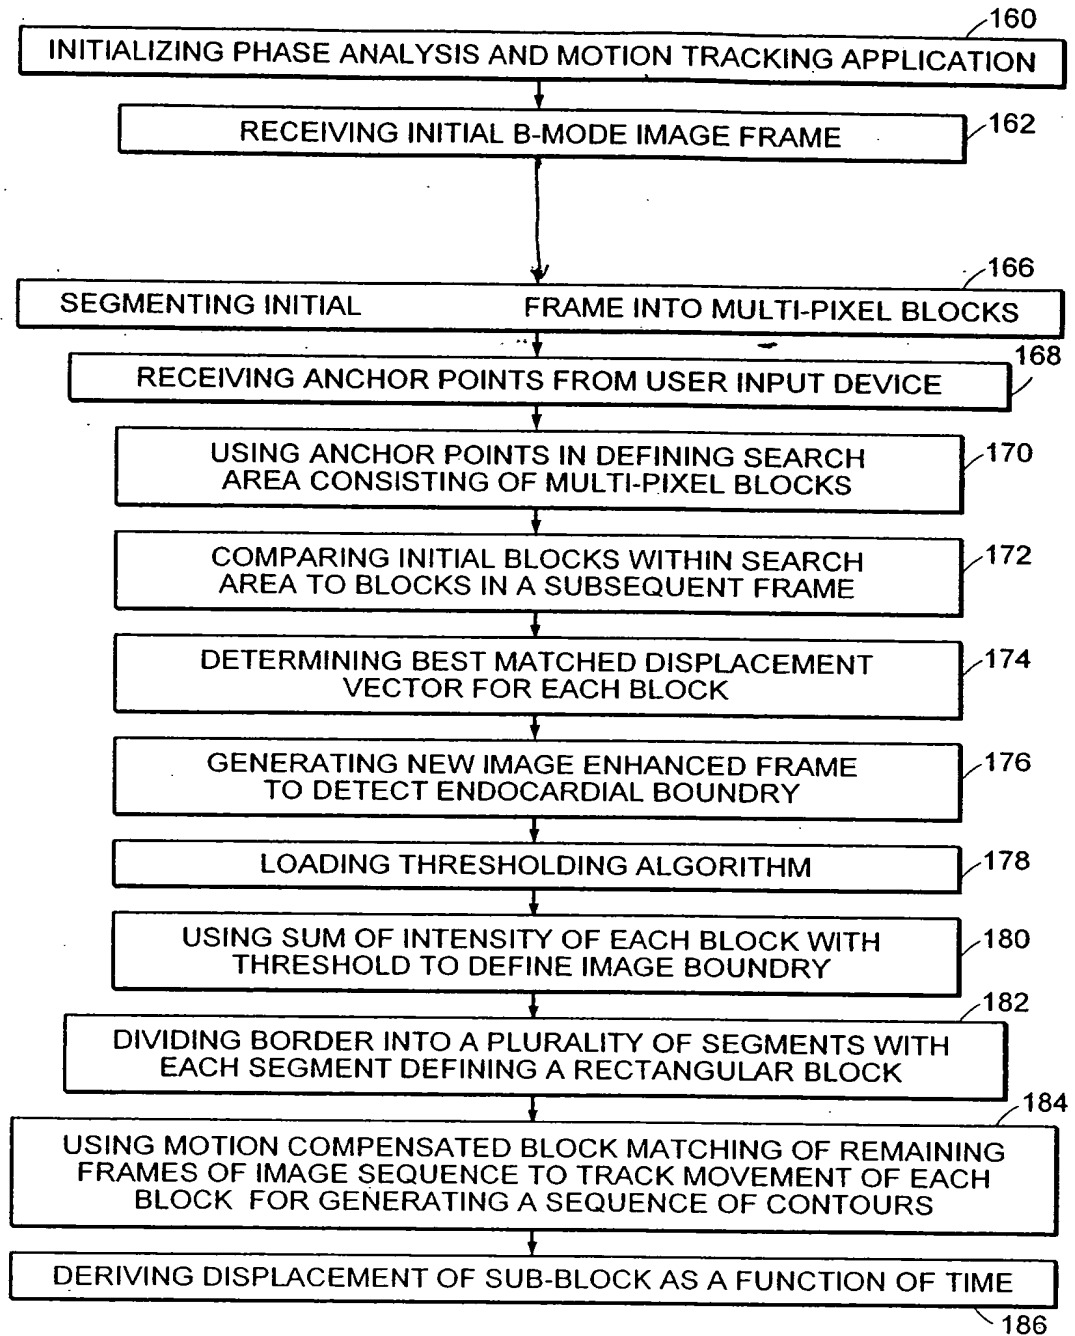 160
INITIALIZING PHASE ANALYSIS AND MOTION TRACKING APPLICATION
162
RECEIVING INITIAL B-MODE IMAGE FRAME
166
SEGMENTING INITIAL FRAME INTO MULTI-PIXEL BLOCKS
168
RECEIVING ANCHOR POINTS FROM USER INPUT DEVICE
170
USING ANCHOR POINTS IN DEFINING SEARCH
AREA CONSISTING OF MULTI-PIXEL BLOCKS
172
COMPARING INITIAL BLOCKS WITHIN SEARCH
AREA TO BLOCKS IN A SUBSEQUENT FRAME
174
DETERMINING BEST MATCHED DISPLACEMENT
VECTOR FOR EACH BLOCK
176
GENERATING NEW IMAGE ENHANCED FRAME
TO DETECT ENDOCARDIAL BOUNDRY
178
LOADING THRESHOLDING ALGORITHM
180
USING SUM OF INTENSITY OF EACH BLOCK WITH
THRESHOLD TO DEFINE IMAGE BOUNDRY
182
DIVIDING BORDER INTO A PLURALITY OF SEGMENTS WITH
EACH SEGMENT DEFINING A RECTANGULAR BLOCK
184
USING MOTION COMPENSATED BLOCK MATCHING OF REMAINING
FRAMES OF IMAGE SEQUENCE TO TRACK MOVEMENT OF EACH
BLOCK FOR GENERATING A SEQUENCE OF CONTOURS
DERIVING DISPLACEMENT OF SUB-BLOCK AS A FUNCTION OF TIME
186